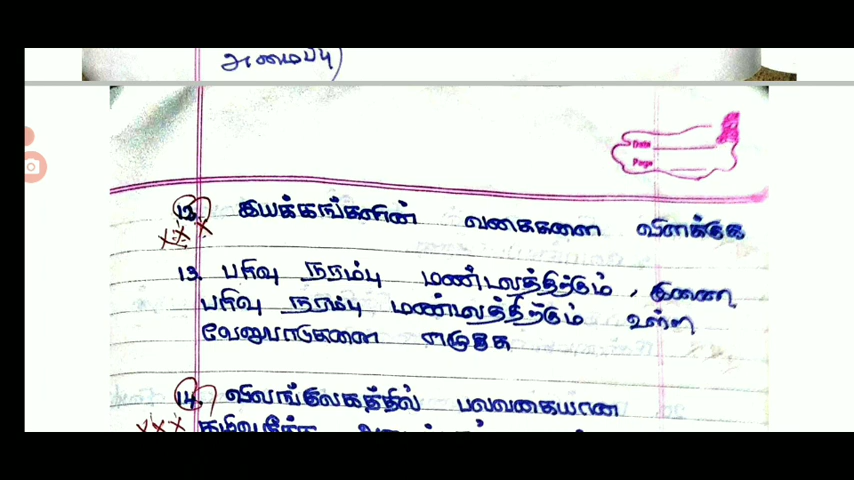 அமைப்பு)
Date
Page
12) இயக்கங்களின் வகைகளை விளக்குக
13. பரிவு நரம்பு மண்டலத்திற்கும், இணை
பரிவு நரம்பு மண்டலத்திற்கும் உள்ள
வேறுபாடுகளை எழுதுக
14) விலங்குலகத்தில் பலவகையான